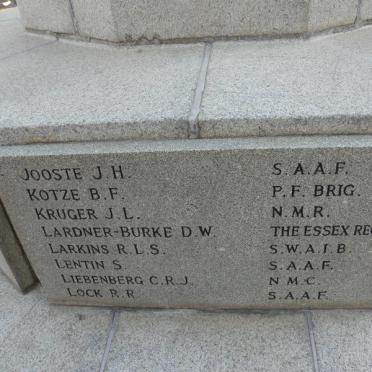 JOOSTE J.H. S.A.A.F.
KOTZE B.F. P.F. BRIG.
KRUGER J.L. N.M.R.
LARDNER-BURKE D.W. THE ESSEX REG
LARKINS R.L.S. S.W.A.I.B.
LENTIN S. S.A.A.F.
LIEBENBERG C.R.J. N.M.C.
LOCK R.R. S.A.A.F.